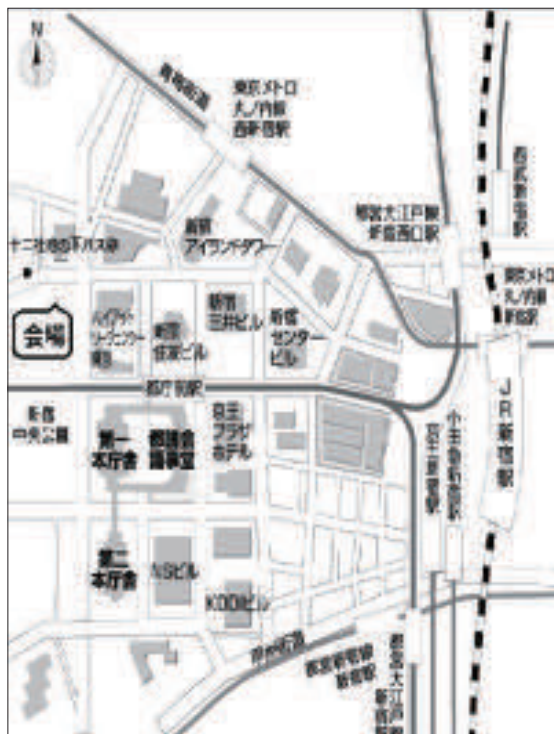 N
青梅街道
東京メトロ
丸ノ内線
西新宿駅
西武新宿駅
都営大江戸線
新宿西口駅
新宿
アイランドタワー
十二社池の下バス停
東京メトロ
丸ノ内線
新宿駅
会場
ハイアット
リージェンシー
東京
新宿
住友ビル
新宿
三井ビル
新宿
センター
ビル
都庁前駅
JR新宿駅
小田急新宿駅
京王新宿駅
新宿
中央公園
第一
本庁舎
都議会
議事堂
京王
プラザ
ホテル
第二
本庁舎
NSビル
KDDIビル
甲州街道
都営新宿線
新宿駅
都営大江戸線
新宿駅